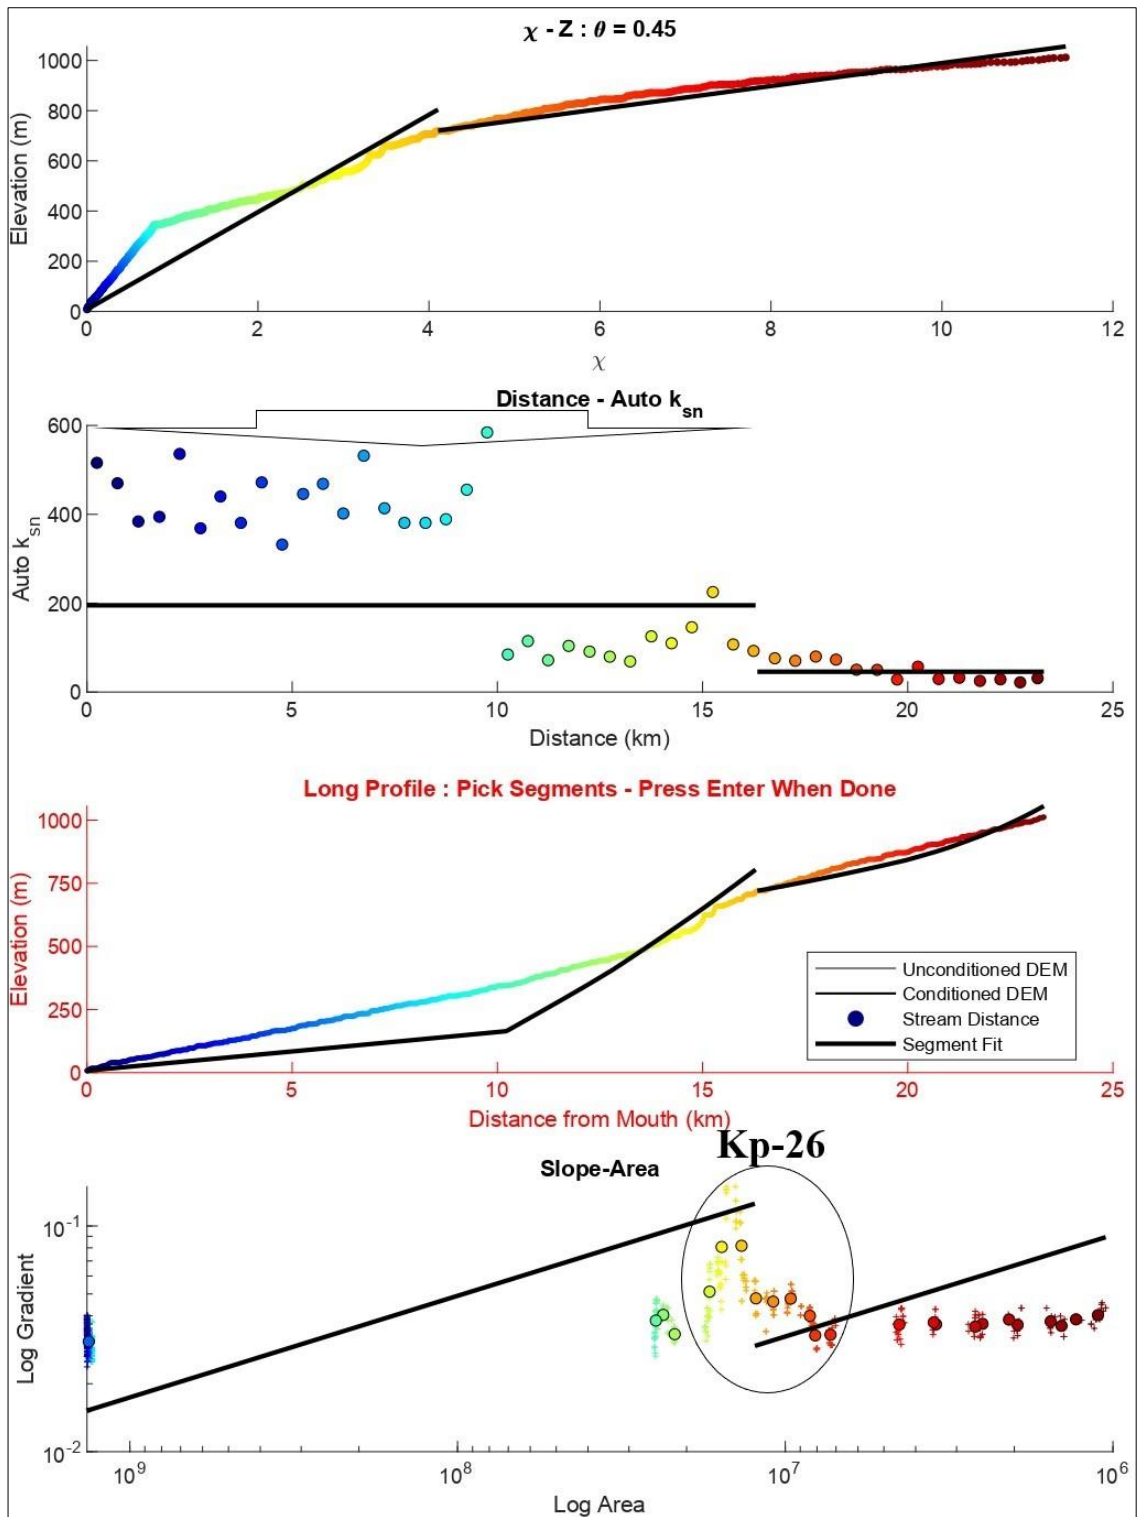 χ - Z : θ = 0.45
Elevation (m)
1000
800
600
400
200
0
0 2 4 6 8 10 12
χ
Distance - Auto ksn
Auto ksn
600
400
200
0
0 5 10 15 20 25
Distance (km)
Long Profile : Pick Segments - Press Enter When Done
Elevation (m)
1000
750
500
250
0
Unconditioned DEM
Conditioned DEM
Stream Distance
Segment Fit
0 5 10 15 20 25
Distance from Mouth (km)
Kp-26
Slope-Area
Log Gradient
10-1
10-2
109 108 107 106
Log Area